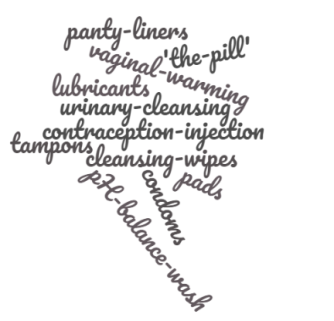 panty-liners
'the-pill'
vaginal-warming
lubricants
urinary-cleansing
contraception-injection
tampons
cleansing-wipes
pads
condoms
pH-balance-wash